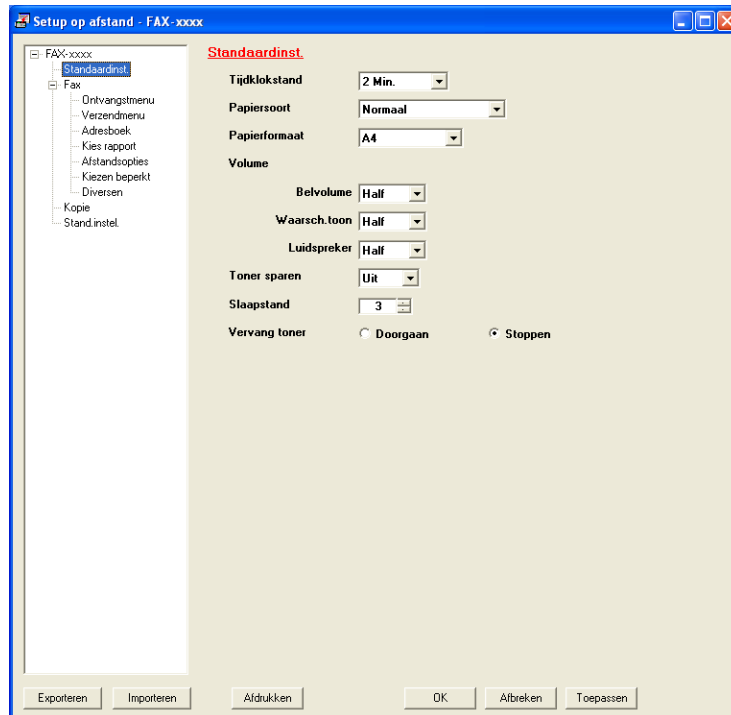 Setup op afstand - FAX-xxxx
FAX-xxxx
Standaardinst.
Fax
Ontvangstmenu
Verzendmenu
Adresboek
Kies rapport
Afstandsopties
Kiezen beperkt
Diversen
Kopie
Stand.instel.
Standaardinst.
Tijdklokstand 2 Min.
Papiersoort Normaal
Papierformaat A4
Volume
Belvolume Half
Waarsch.toon Half
Luidspreker Half
Toner sparen Uit
Slaapstand 3
Vervang toner Doorgaan Stoppen
Exporteren Importeren Afdrukken OK Afbreken Toepassen